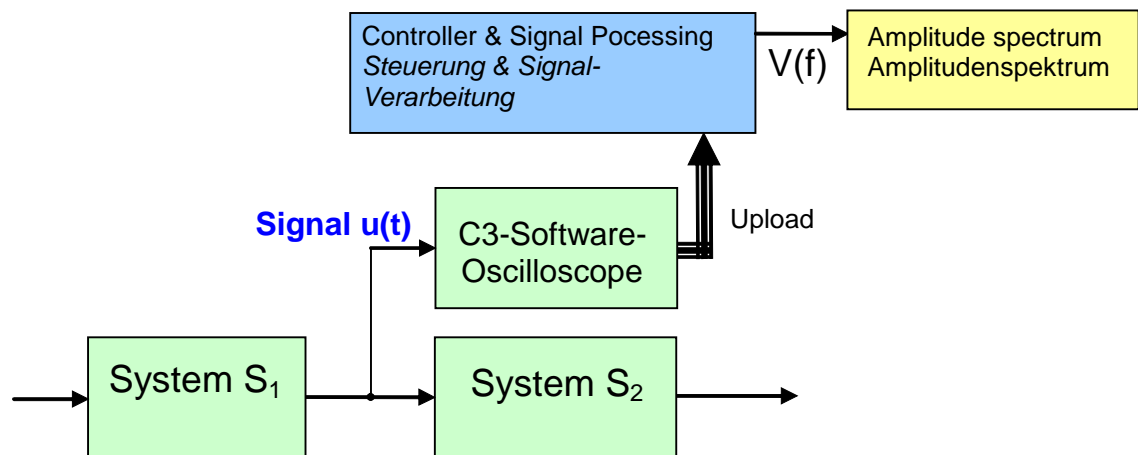 Controller & Signal Pocessing
Steuerung & Signal-
Verarbeitung
V(f)
Amplitude spectrum
Amplitudenspektrum
Signal u(t)
C3-Software-
Oscilloscope
Upload
System S₁
System S₂